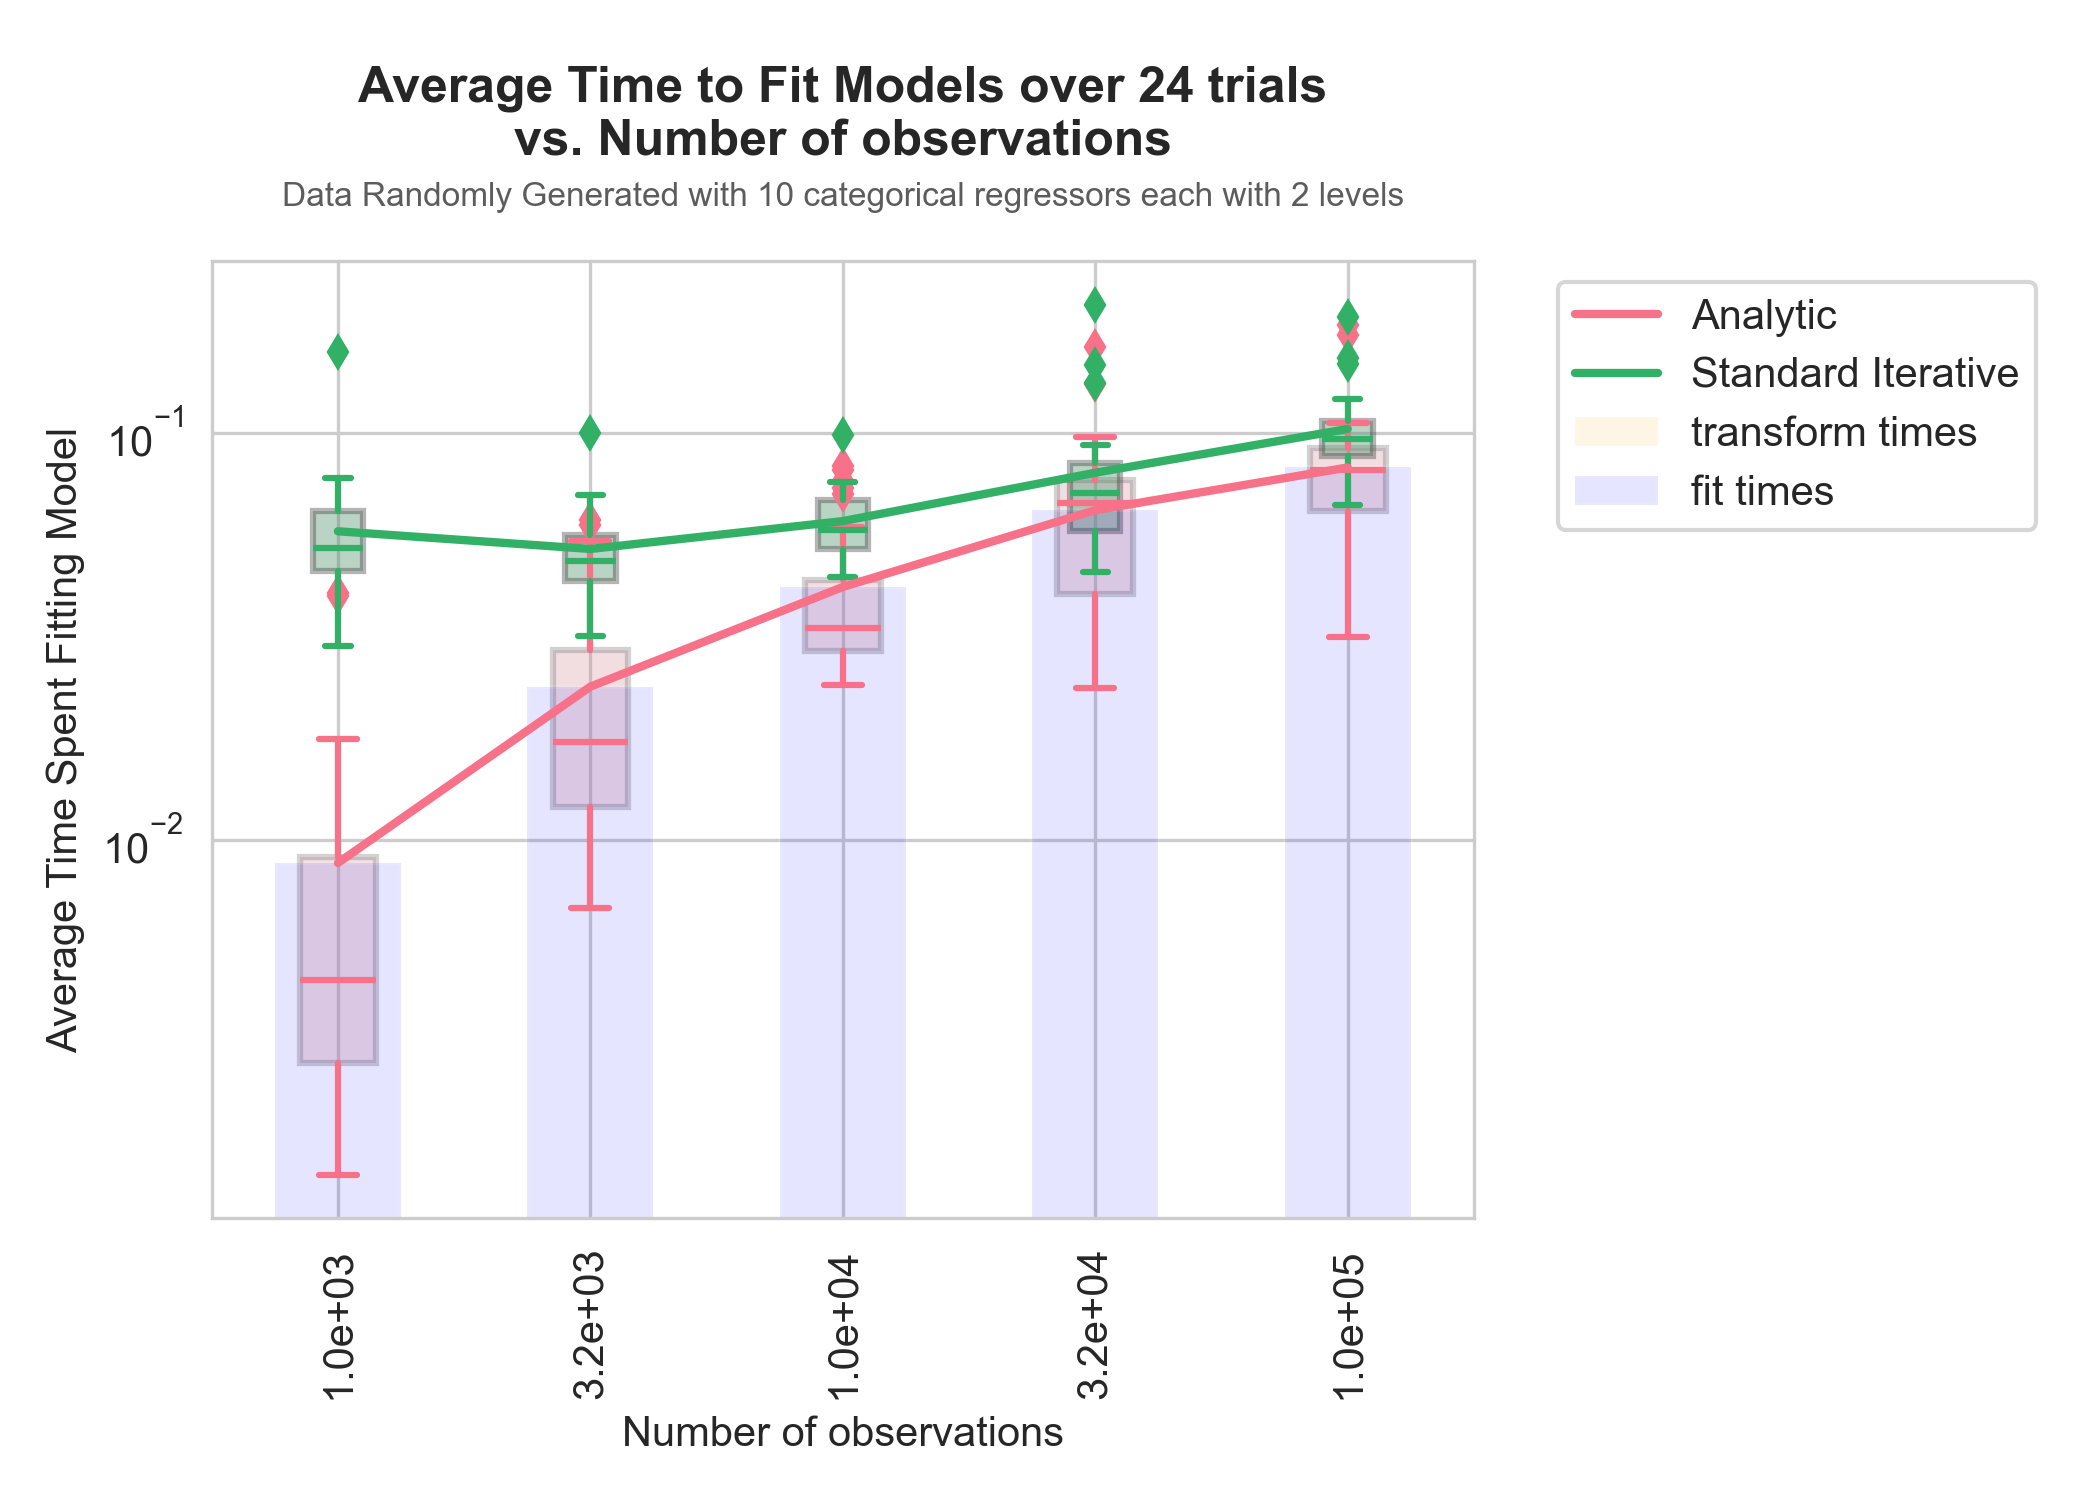 Average Time to Fit Models over 24 trials
vs. Number of observations
Data Randomly Generated with 10 categorical regressors each with 2 levels
Analytic
Standard Iterative
transform times
fit times
Average Time Spent Fitting Model
10⁻¹
10⁻²
1.0e+03
3.2e+03
1.0e+04
3.2e+04
1.0e+05
Number of observations